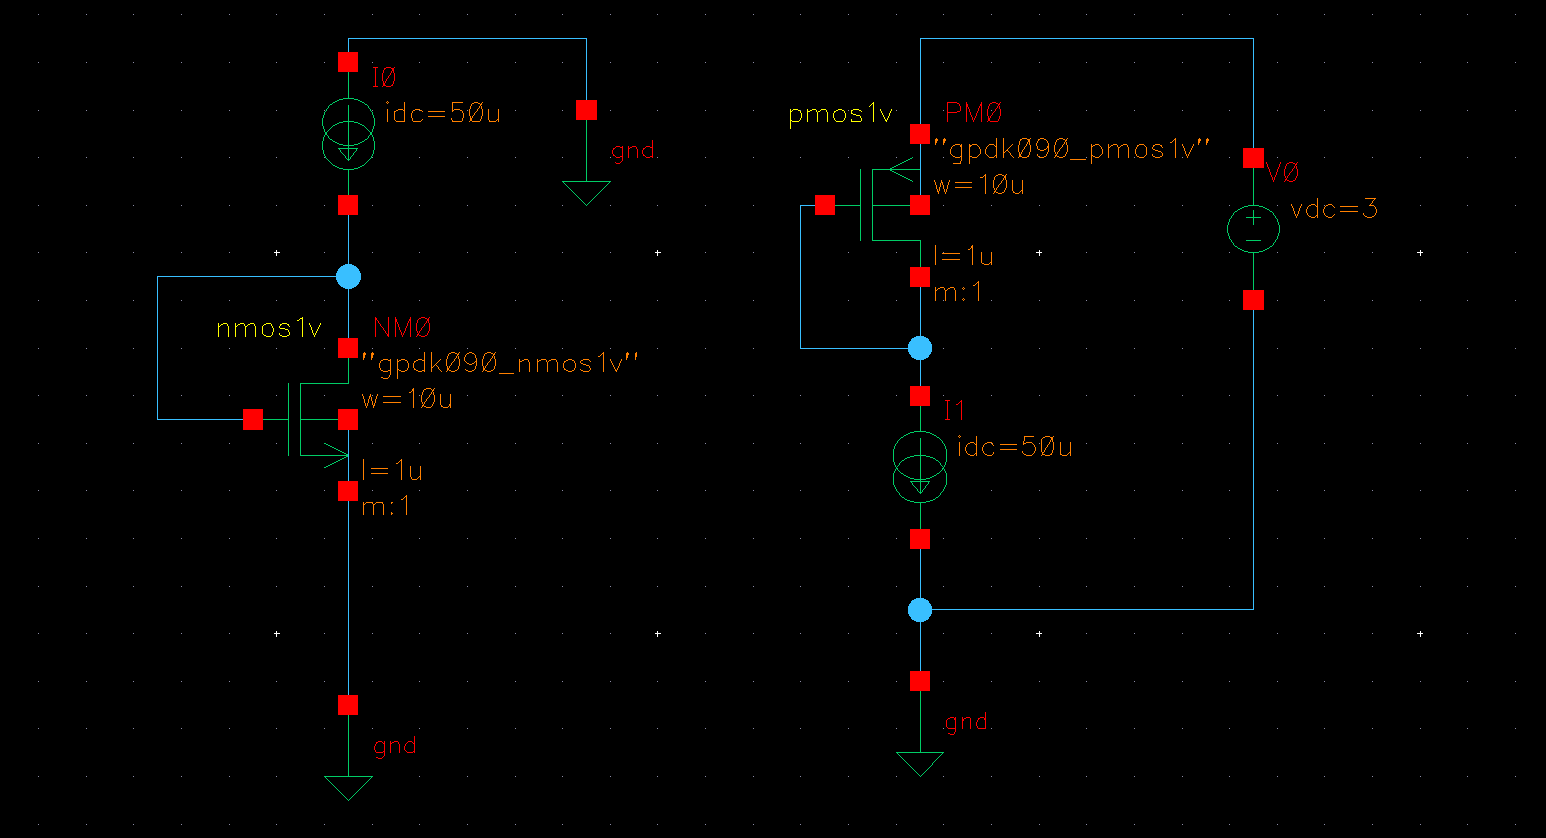 I0
idc=50u
gnd
nmos1v
NM0
"gpdk090_nmos1v"
w=10u
l=1u
m:1
gnd
pmos1v
PM0
"gpdk090_pmos1v"
w=10u
l=1u
m:1
V0
vdc=3
I1
idc=50u
gnd